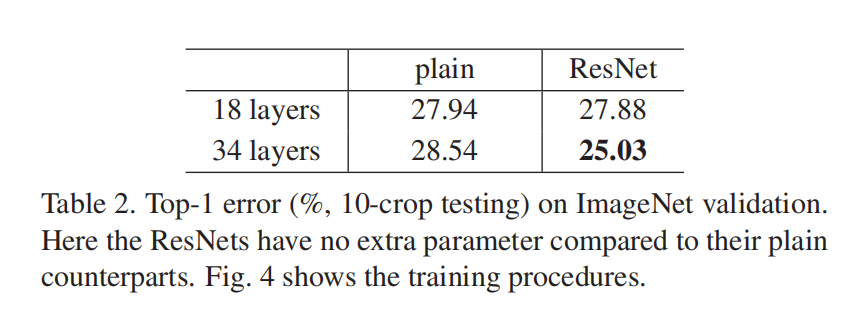 plain ResNet
18 layers 27.94 27.88
34 layers 28.54 25.03
Table 2. Top-1 error (%, 10-crop testing) on ImageNet validation.
Here the ResNets have no extra parameter compared to their plain
counterparts. Fig. 4 shows the training procedures.